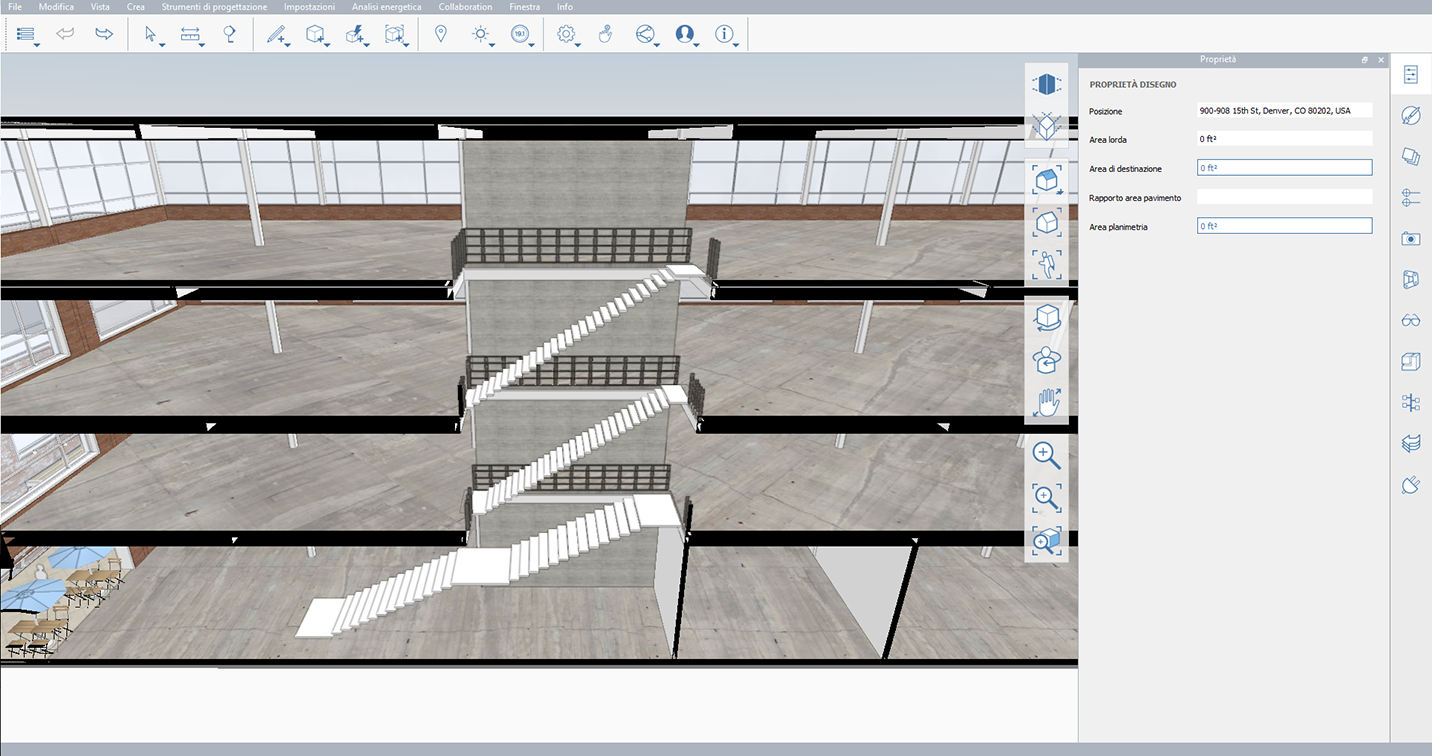 File Modifica Vista Crea Strumenti di progettazione Impostazioni Analisi energetica Collaboration Finestra Info
19.1
Proprietà
PROPRIETÀ DISEGNO
Posizione 900-908 15th St, Denver, CO 80202, USA
Area lorda 0 ft²
Area di destinazione 0 ft²
Rapporto area pavimento
Area planimetria 0 ft²